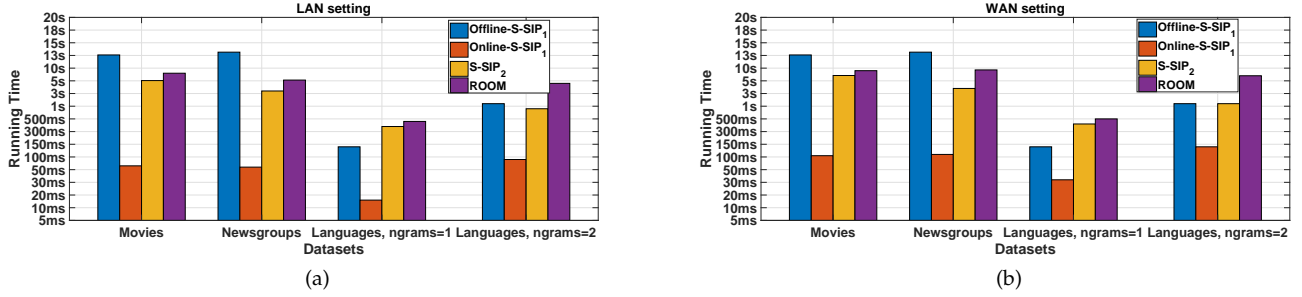 LAN setting
20s
18s
15s
13s
10s
5s
3s
1s
500ms
300ms
150ms
100ms
50ms
30ms
20ms
10ms
5ms
Running Time
Offline-S-SIP1
Online-S-SIP1
S-SIP2
ROOM
Movies Newsgroups Languages, ngrams=1 Languages, ngrams=2
Datasets
(a)
WAN setting
20s
18s
15s
13s
10s
5s
3s
1s
500ms
300ms
150ms
100ms
50ms
30ms
20ms
10ms
5ms
Running Time
Offline-S-SIP1
Online-S-SIP1
S-SIP2
ROOM
Movies Newsgroups Languages, ngrams=1 Languages, ngrams=2
Datasets
(b)